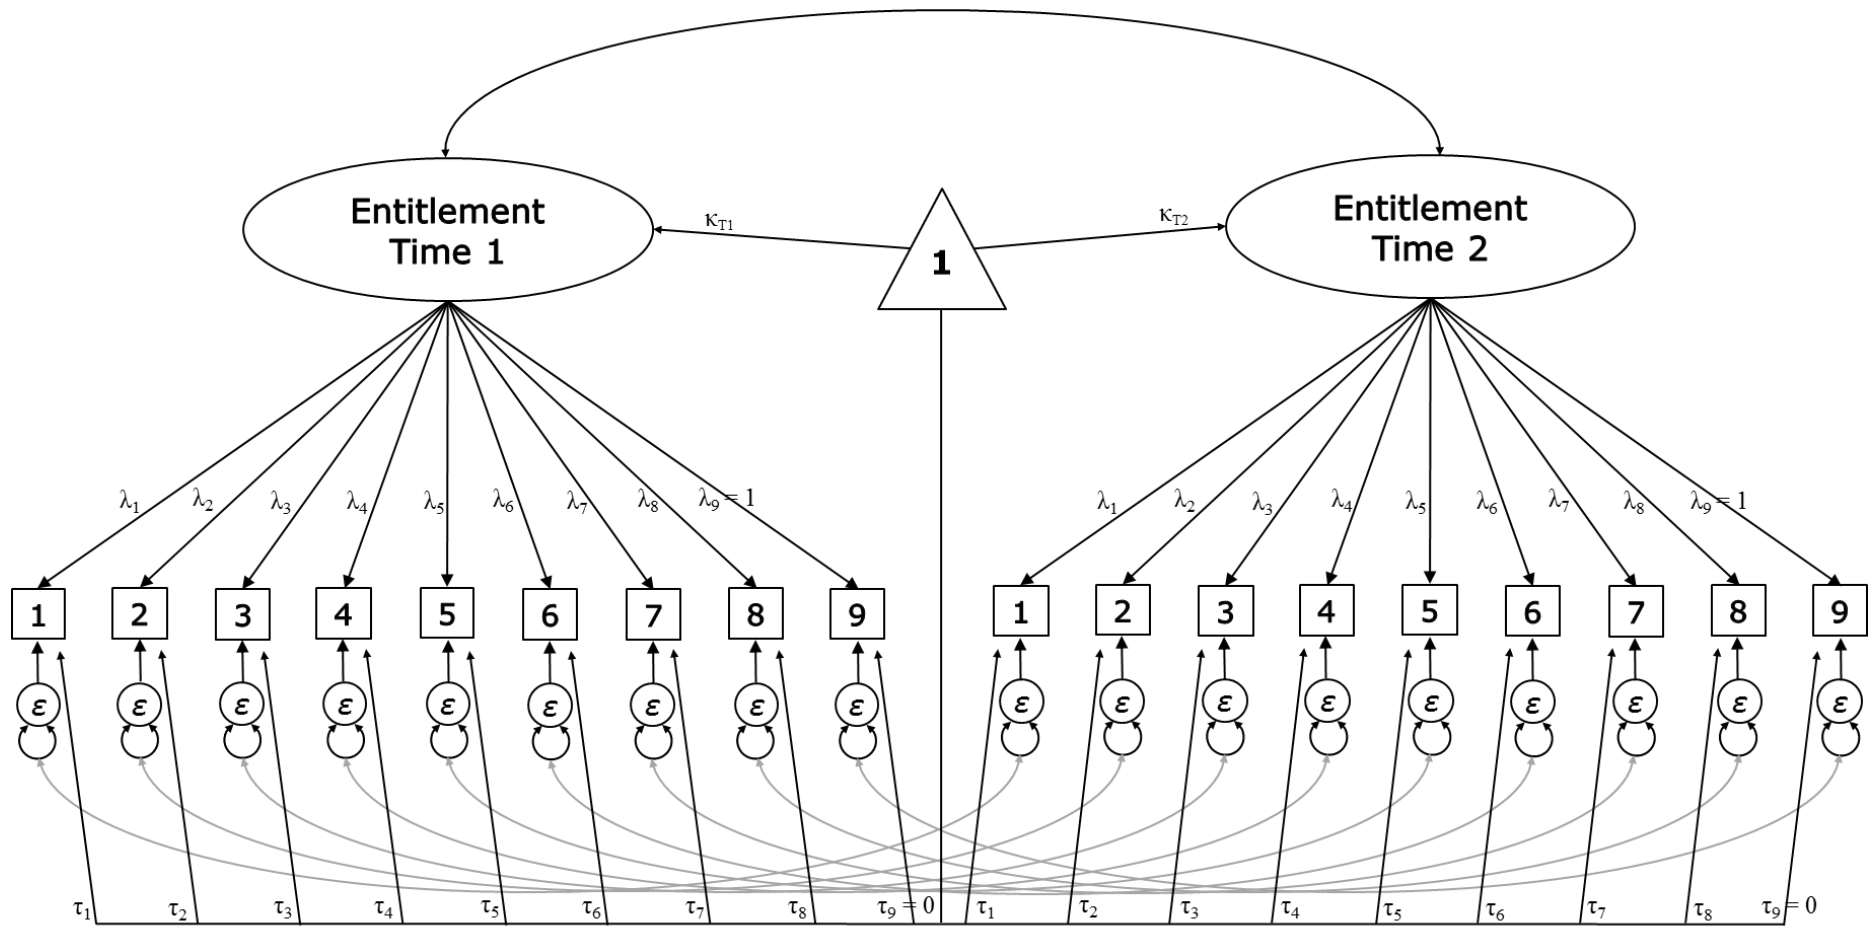 Entitlement
Time 1
Entitlement
Time 2
κT1
κT2
1
λ1 λ2 λ3 λ4 λ5 λ6 λ7 λ8 λ9 = 1
λ1 λ2 λ3 λ4 λ5 λ6 λ7 λ8 λ9 = 1
1 2 3 4 5 6 7 8 9
1 2 3 4 5 6 7 8 9
ε ε ε ε ε ε ε ε ε
ε ε ε ε ε ε ε ε ε
τ1 τ2 τ3 τ4 τ5 τ6 τ7 τ8 τ9 = 0
τ1 τ2 τ3 τ4 τ5 τ6 τ7 τ8 τ9 = 0